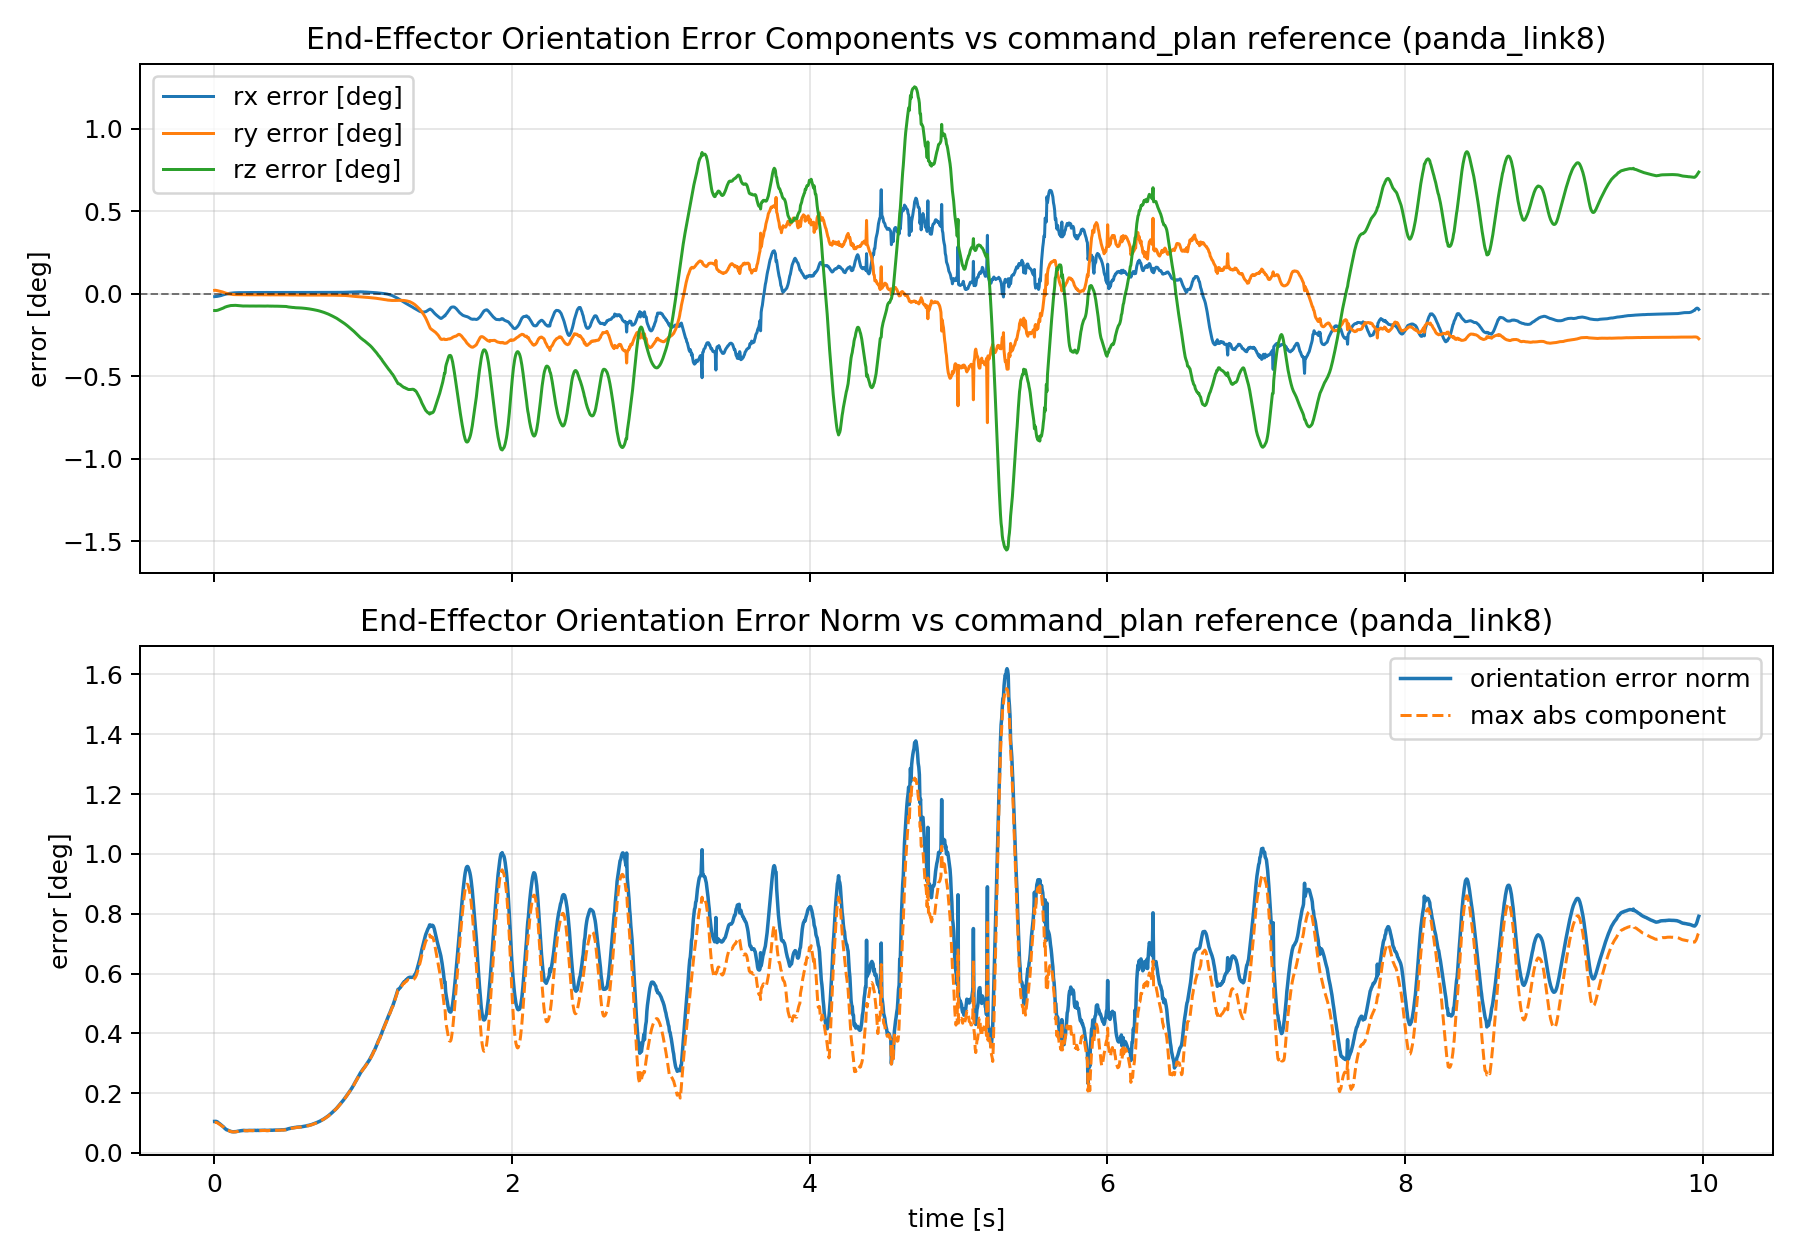 End-Effector Orientation Error Components vs command_plan reference (panda_link8)
rx error [deg]
ry error [deg]
rz error [deg]
error [deg]
1.0
0.5
0.0
−0.5
−1.0
−1.5
End-Effector Orientation Error Norm vs command_plan reference (panda_link8)
orientation error norm
max abs component
error [deg]
1.6
1.4
1.2
1.0
0.8
0.6
0.4
0.2
0.0
0 2 4 6 8 10
time [s]